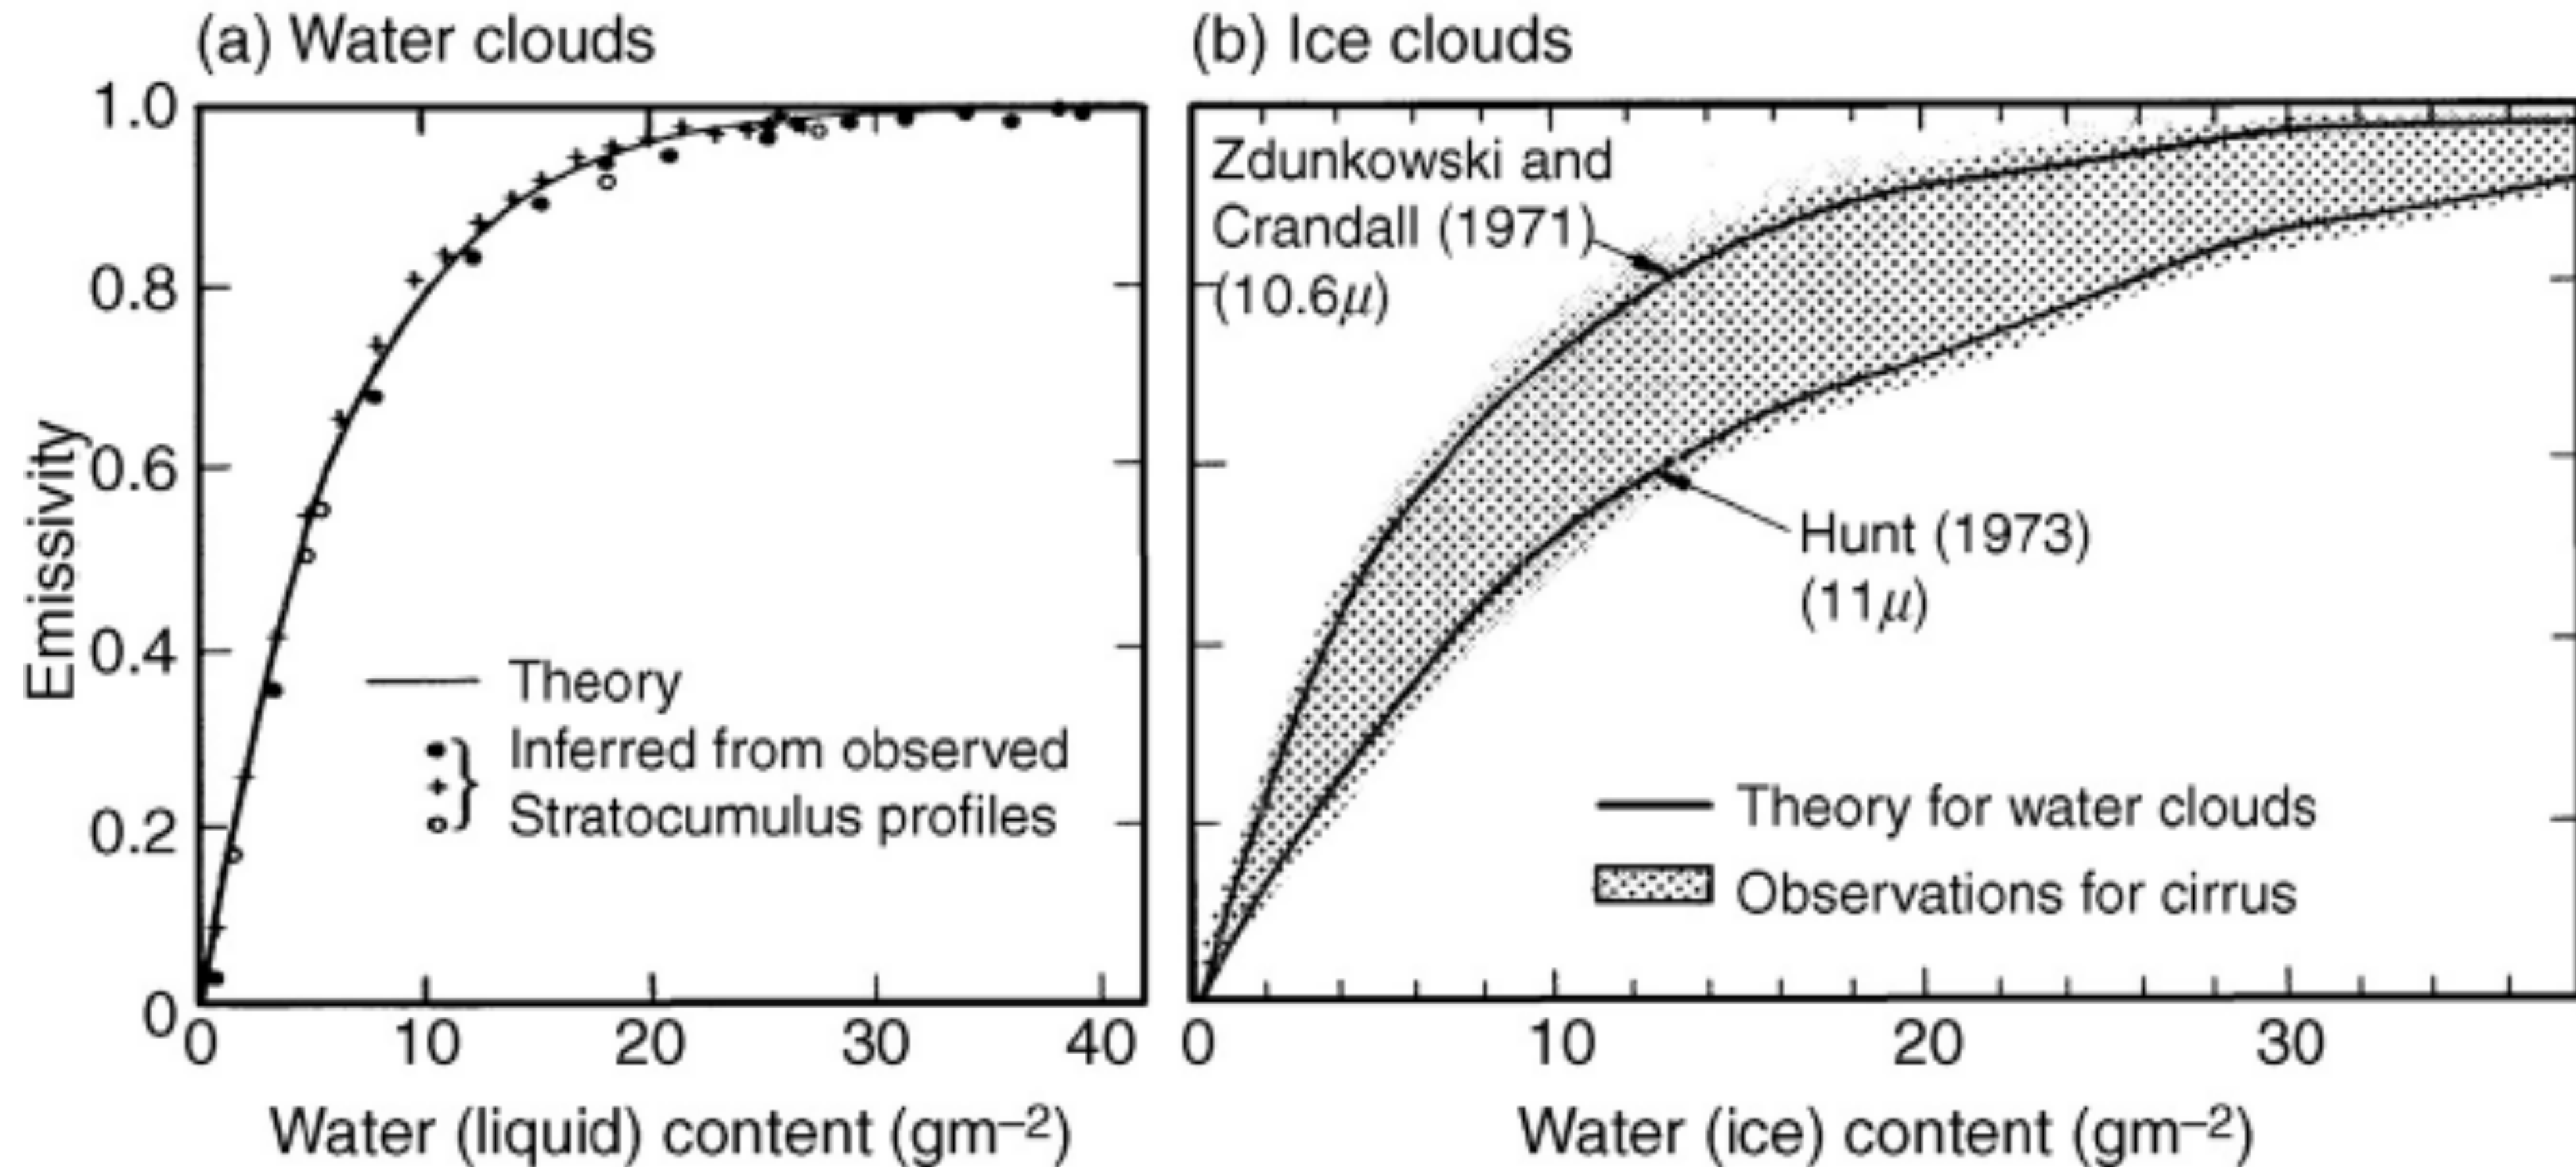 (a) Water clouds
1.0
0.8
0.6
0.4
0.2
0
Emissivity
Theory
Inferred from observed
Stratocumulus profiles
0 10 20 30 40
Water (liquid) content (gm–2)
(b) Ice clouds
Zdunkowski and
Crandall (1971)
(10.6μ)
Hunt (1973)
(11μ)
Theory for water clouds
Observations for cirrus
0 10 20 30
Water (ice) content (gm–2)